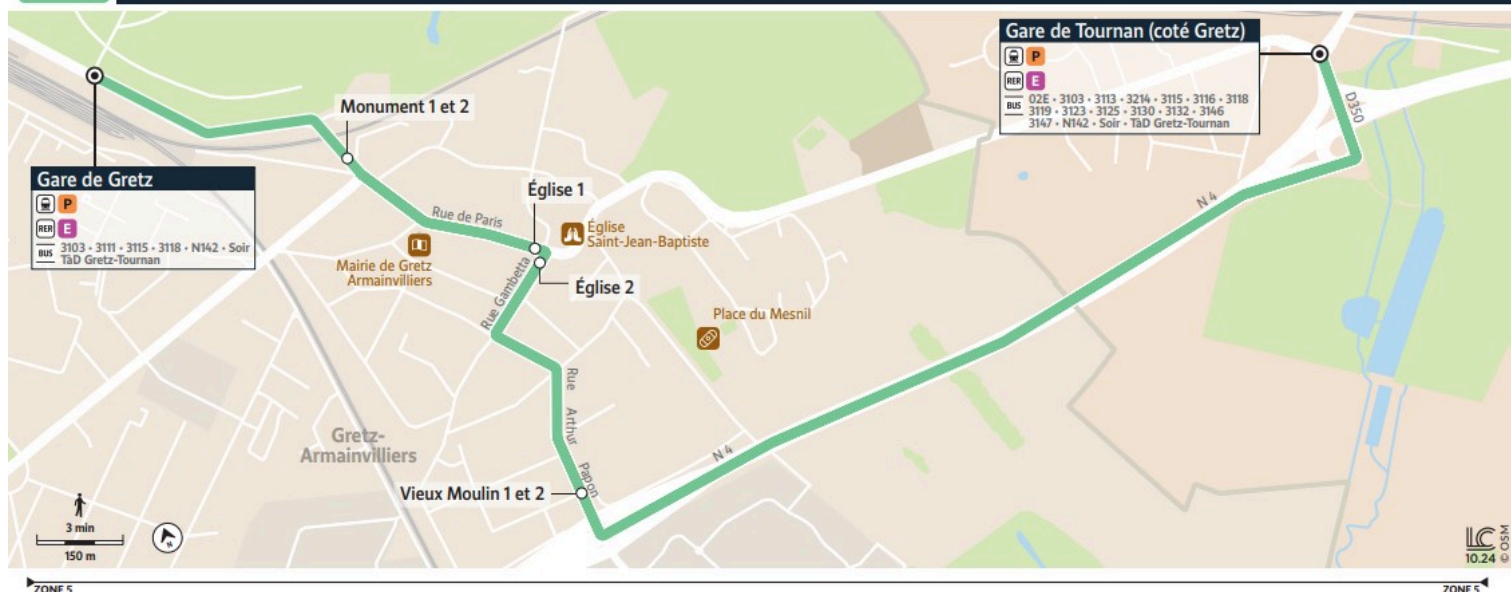 Gare de Tournan (coté Gretz)
P
RER E
BUS 02E • 3103 • 3113 • 3214 • 3115 • 3116 • 3118
3119 • 3123 • 3125 • 3130 • 3132 • 3146
3147 • N142 • Soir • TàD Gretz-Tournan
D350
Monument 1 et 2
Gare de Gretz
P
RER E
BUS 3103 • 3111 • 3115 • 3118 • N142 • Soir
TàD Gretz-Tournan
Église 1
Rue de Paris
Église
Saint-Jean-Baptiste
N 4
Mairie de Gretz
Armainvilliers
Rue Gambetta
Église 2
Place du Mesnil
Rue Arthur Papon
Gretz-
Armainvilliers
N 4
Vieux Moulin 1 et 2
3 min
150 m
N
LC
10.24 © OSM
ZONE 5
ZONE 5